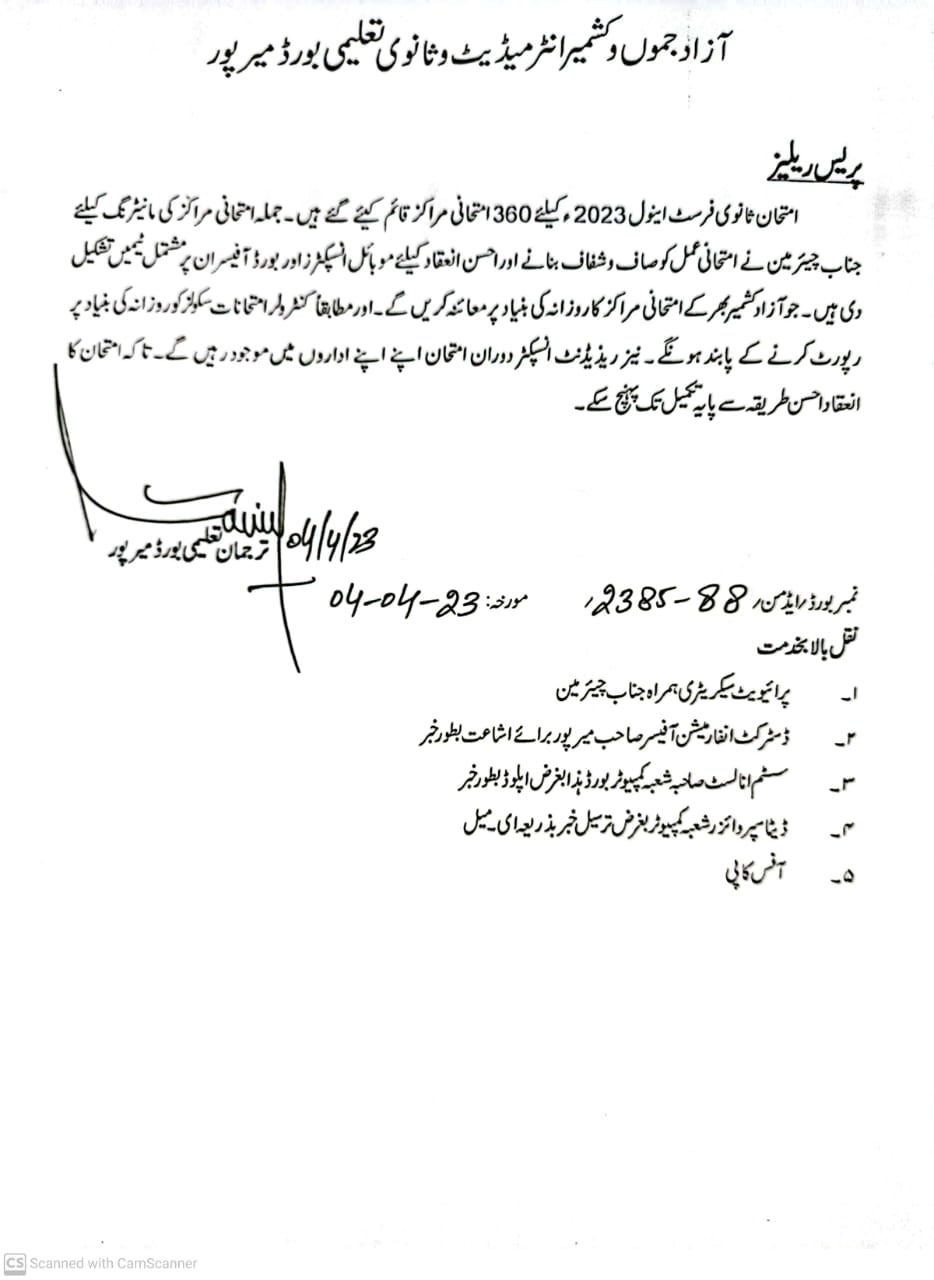 آزاد جموں وکشمیر انٹرمیڈیٹ وثانوی تعلیمی بورڈ میرپور
پریس ریلیز
امتحان ثانوی فرسٹ اینول 2023ء کیلئے 360 امتحانی مراکز قائم کیئے گئے ہیں۔ جملہ امتحانی مراکز کی مانیٹرنگ کیلئے
جناب چیئرمین نے امتحانی عمل کو صاف وشفاف بنانے اور احسن انعقاد کیلئے موبائل انسپکٹرز اور بورڈ آفیسران پر مشتمل ٹیمیں تشکیل
دی ہیں۔ جو آزاد کشمیر بھر کے امتحانی مراکز کا روزانہ کی بنیاد پر معائنہ کریں گے۔ اور مطابقاً کنٹرولر امتحانات سکولز کو روزانہ کی بنیاد پر
رپورٹ کرنے کے پابند ہونگے۔ نیز ریذیڈنٹ انسپکٹر دوران امتحان اپنے اپنے اداروں میں موجود رہیں گے۔ تاکہ امتحان کا
انعقاد احسن طریقہ سے پایہ تکمیل تک پہنچ سکے۔
04/4/23
ترجمان تعلیمی بورڈ میرپور
نمبر بورڈ/ایڈمن/ 2385-88/ مورخہ: 04-04-23
نقل بالا بخدمت
۱۔ پرائیویٹ سیکریٹری ہمراہ جناب چیئرمین
۲۔ ڈسٹرکٹ انفارمیشن آفیسر صاحب میرپور برائے اشاعت بطور خبر
۳۔ سسٹم انالسٹ صاحبہ شعبہ کمپیوٹر بورڈ ہذا بغرض اپلوڈ بطور خبر
۴۔ ڈیٹا سپروائزر شعبہ کمپیوٹر بغرض ترسیل خبر بذریعہ ای۔میل
۵۔ آفس کاپی
CS Scanned with CamScanner